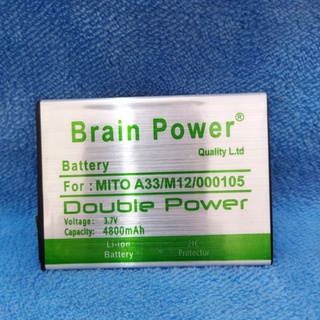 Brain Power®
Quality L.td
Battery
For : MITO A33/M12/000105
Double Power
Voltage : 3.7V
Capacity: 4800mAh
Li-ion
Battery Protector